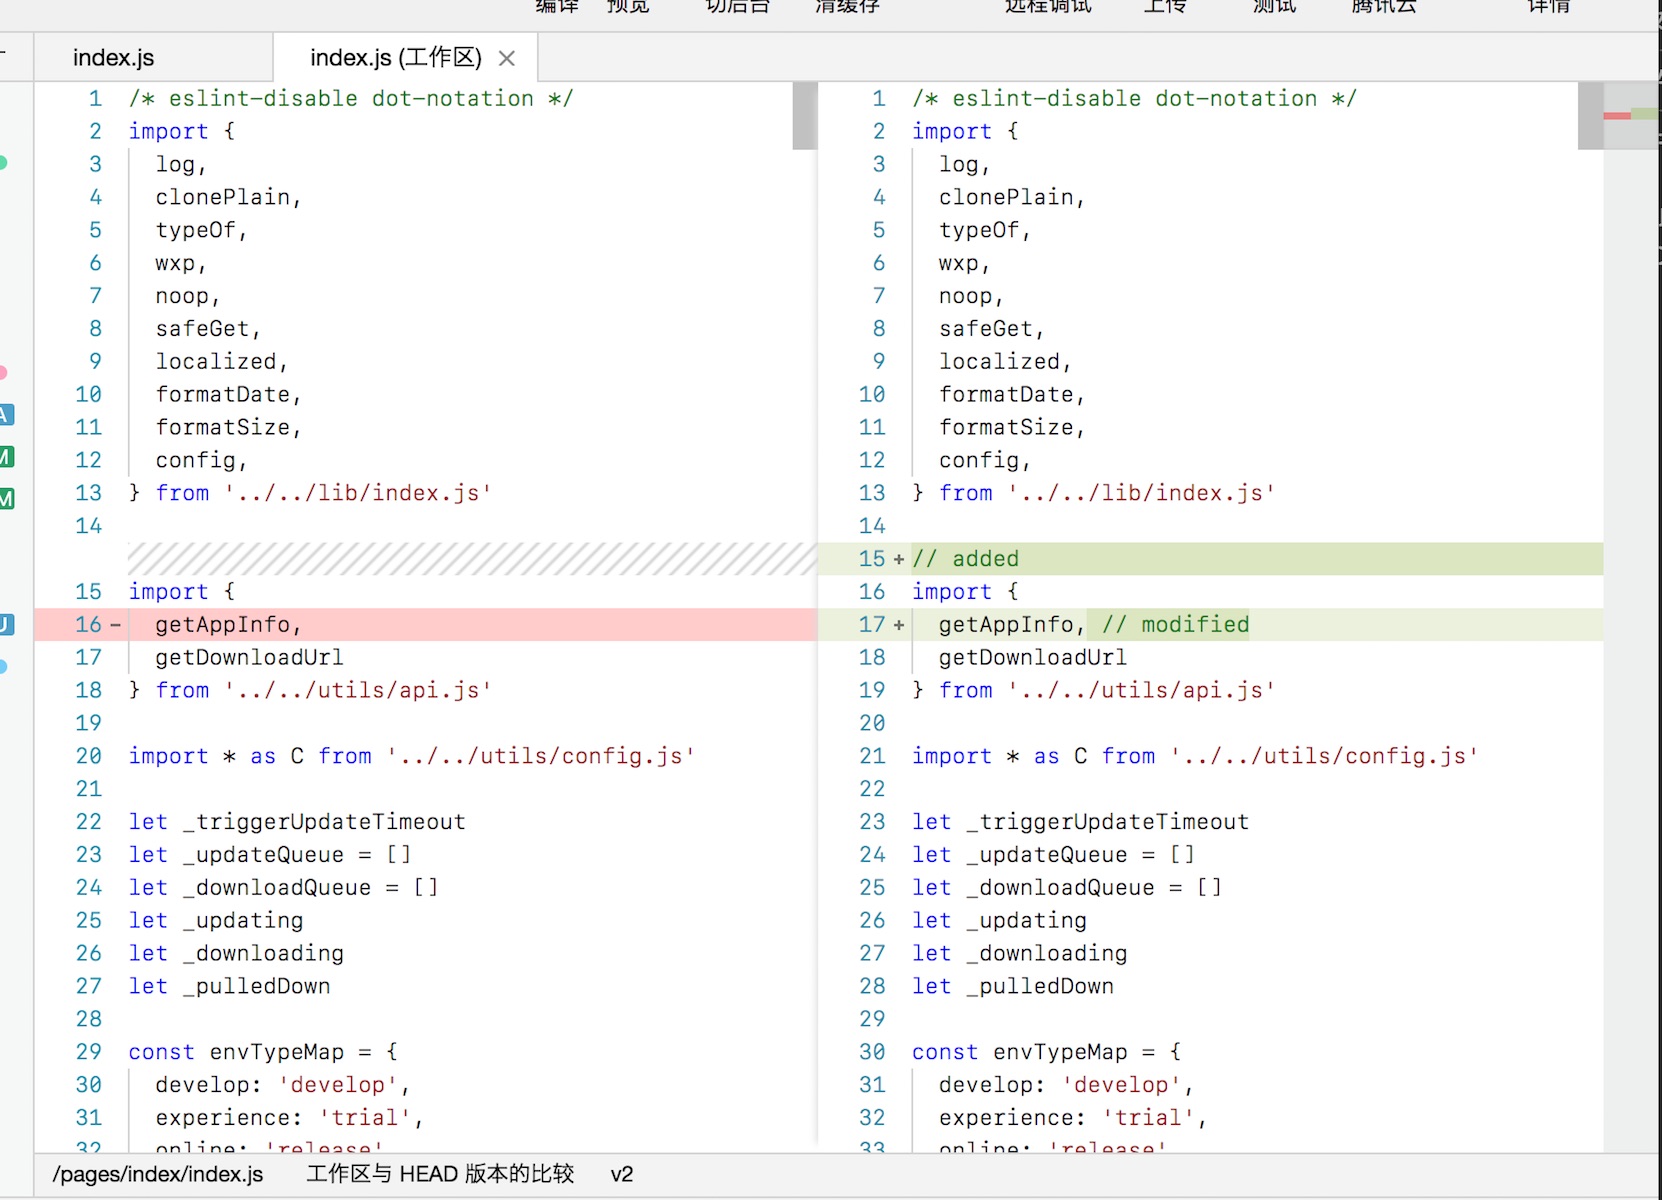 编译 预览 切后台 清缓存 远程调试 上传 测试 腾讯云 详情
index.js index.js (工作区)
1 /* eslint-disable dot-notation */
2 import {
3 log,
4 clonePlain,
5 typeOf,
6 wxp,
7 noop,
8 safeGet,
9 localized,
10 formatDate,
11 formatSize,
12 config,
13 } from '../../lib/index.js'
14
15 import {
16 - getAppInfo,
17 getDownloadUrl
18 } from '../../utils/api.js'
19
20 import * as C from '../../utils/config.js'
21
22 let _triggerUpdateTimeout
23 let _updateQueue = []
24 let _downloadQueue = []
25 let _updating
26 let _downloading
27 let _pulledDown
28
29 const envTypeMap = {
30 develop: 'develop',
31 experience: 'trial',
32 online: 'release'
1 /* eslint-disable dot-notation */
2 import {
3 log,
4 clonePlain,
5 typeOf,
6 wxp,
7 noop,
8 safeGet,
9 localized,
10 formatDate,
11 formatSize,
12 config,
13 } from '../../lib/index.js'
14
15 + // added
16 import {
17 + getAppInfo, // modified
18 getDownloadUrl
19 } from '../../utils/api.js'
20
21 import * as C from '../../utils/config.js'
22
23 let _triggerUpdateTimeout
24 let _updateQueue = []
25 let _downloadQueue = []
26 let _updating
27 let _downloading
28 let _pulledDown
29
30 const envTypeMap = {
31 develop: 'develop',
32 experience: 'trial',
33 online: 'release'
A
M
M
U
/pages/index/index.js 工作区与 HEAD 版本的比较 v2